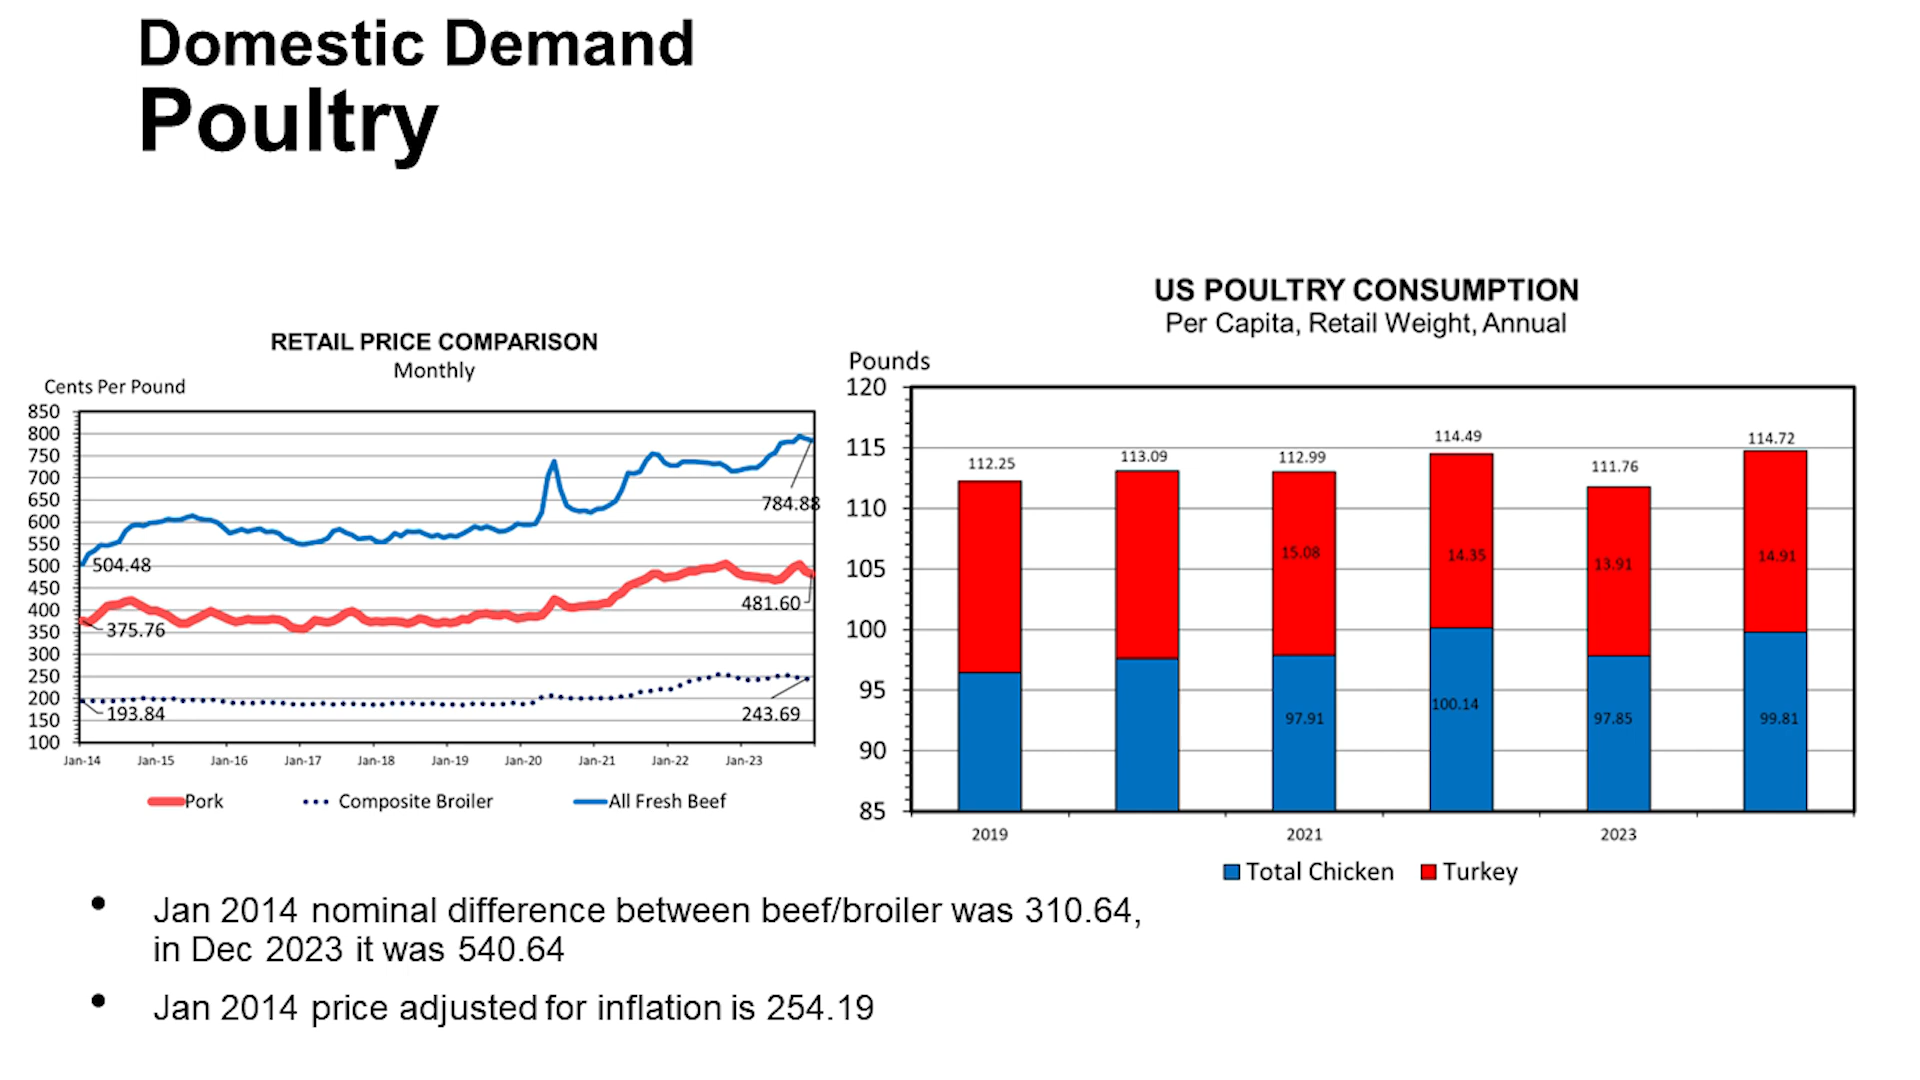 Domestic Demand
Poultry
RETAIL PRICE COMPARISON
Monthly
Cents Per Pound
850
800
750
700
650
600
550
500
450
400
350
300
250
200
150
100
784.88
504.48
481.60
375.76
193.84
243.69
Jan-14 Jan-15 Jan-16 Jan-17 Jan-18 Jan-19 Jan-20 Jan-21 Jan-22 Jan-23
Pork Composite Broiler All Fresh Beef
US POULTRY CONSUMPTION
Per Capita, Retail Weight, Annual
Pounds
120
115
110
105
100
95
90
85
112.25 113.09 112.99 114.49 111.76 114.72
15.08 14.35 13.91 14.91
97.91 100.14 97.85 99.81
2019 2021 2023
Total Chicken Turkey
• Jan 2014 nominal difference between beef/broiler was 310.64,
in Dec 2023 it was 540.64
• Jan 2014 price adjusted for inflation is 254.19